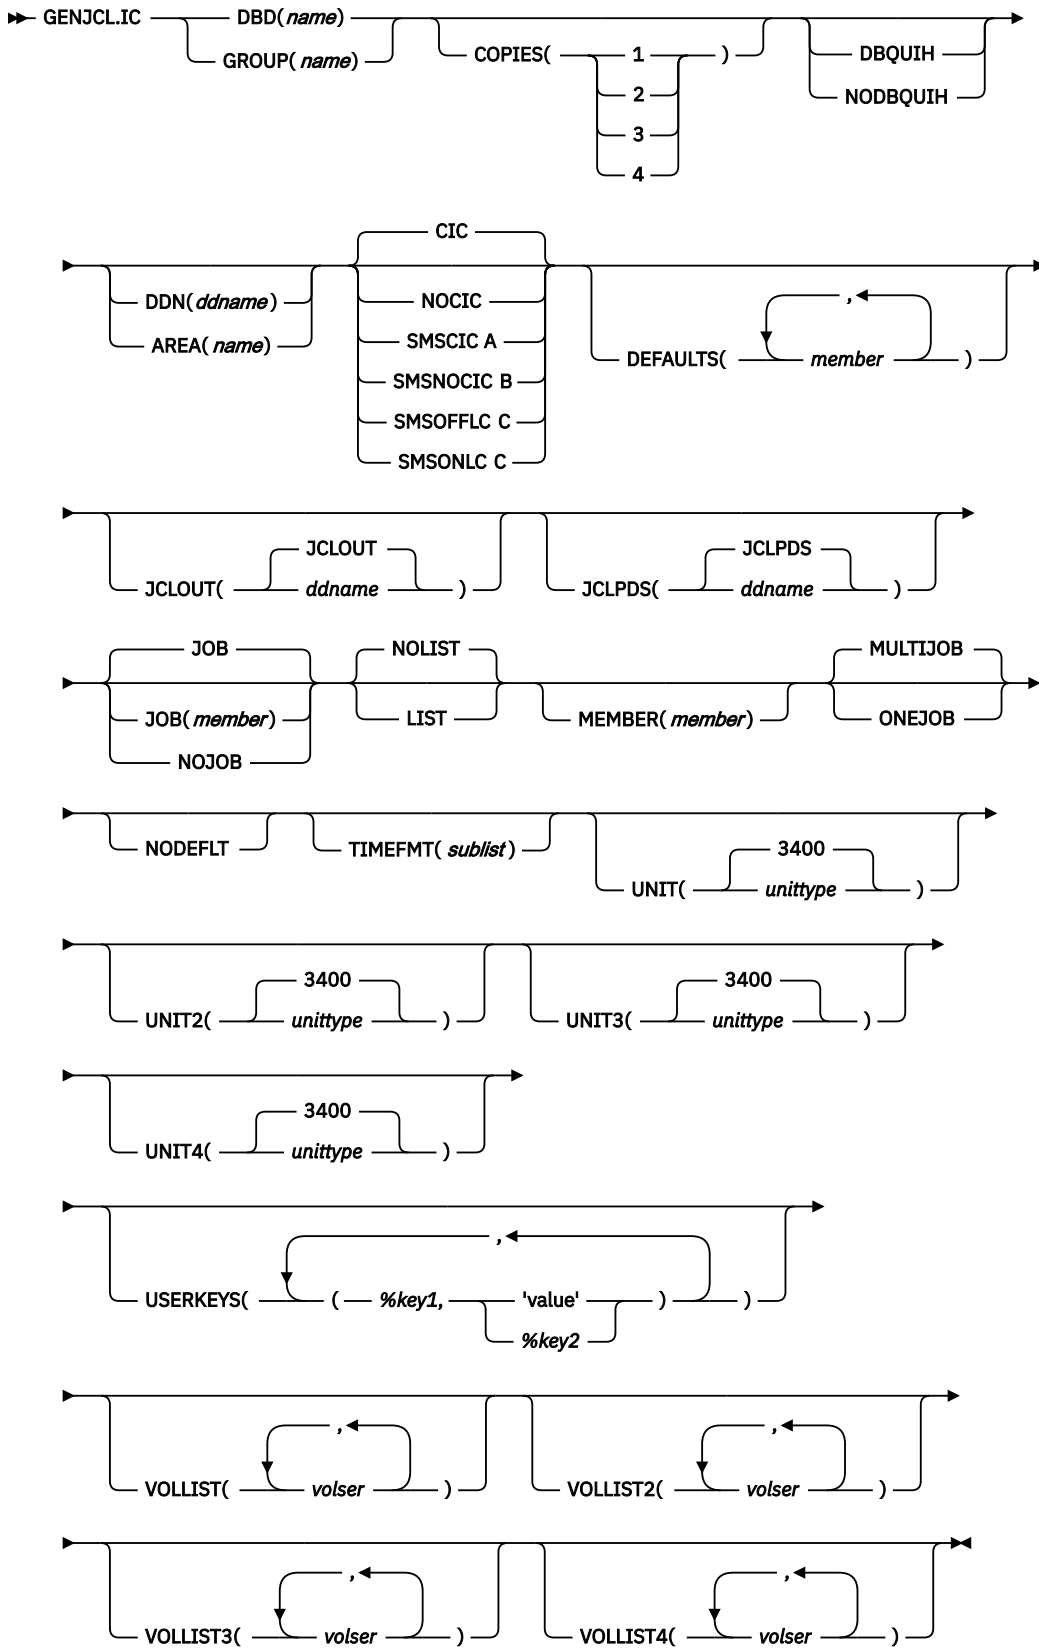 GENJCL.IC DBD(name) COPIES( 1 ) DBQUIH
GROUP(name) 2 NODBQUIH
3
4
CIC
DDN(ddname) NOCIC DEFAULTS( , member )
AREA(name) SMSCIC A
SMSNOCIC B
SMSOFFLC C
SMSONLC C
JCLOUT JCLPDS
JCLOUT( ddname ) JCLPDS( ddname )
JOB NOLIST MULTIJOB
JOB(member) LIST MEMBER(member) ONEJOB
NOJOB
3400
NODEFLT TIMEFMT(sublist) UNIT( unittype )
3400 3400
UNIT2( unittype ) UNIT3( unittype )
3400
UNIT4( unittype )
,
USERKEYS( ( %key1, 'value' ) )
%key2
, ,
VOLLIST( volser ) VOLLIST2( volser )
, ,
VOLLIST3( volser ) VOLLIST4( volser )